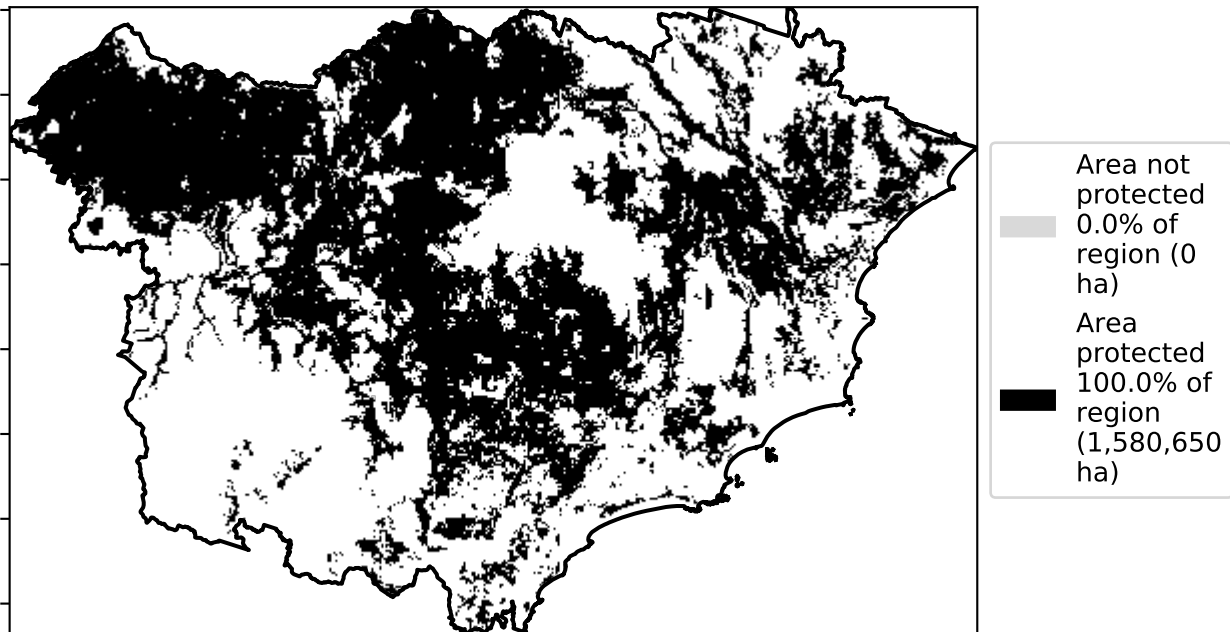 Area not
protected
0.0% of
region (0
ha)
Area
protected
100.0% of
region
(1,580,650
ha)